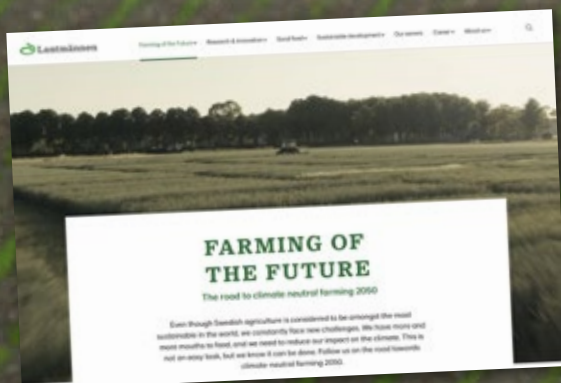 Lantmännen
Farming of the Future Research & Innovation Good food Sustainable development Our owners Career About us
FARMING OF
THE FUTURE
The road to climate neutral farming 2050
Even though Swedish agriculture is considered to be amongst the most
sustainable in the world, we constantly face new challenges. We have more and
more mouths to feed, and we need to reduce our impact on the climate. This is
not an easy task, but we know it can be done. Follow us on the road towards
climate neutral farming 2050.